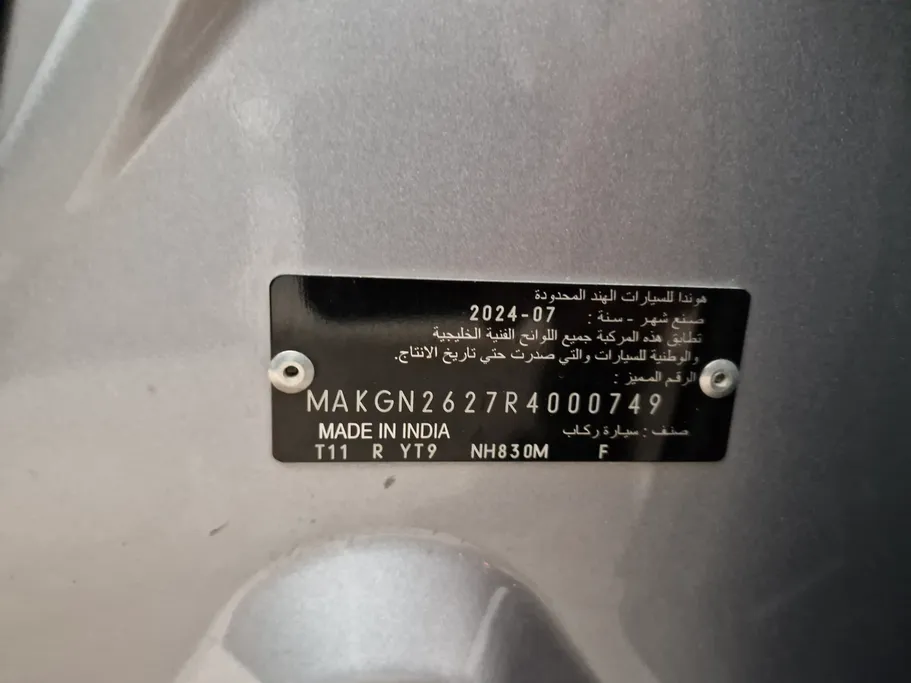 هوندا للسيارات الهند المحدودة
صنع شهر - سنة : 2024-07
تطابق هذه المركبة جميع اللوائح الفنية الخليجية
والوطنية للسيارات والتي صدرت حتي تاريخ الانتاج.
الرقم المميز :
MAKGN2627R4000749
MADE IN INDIA صنف : سيارة ركاب
T11 R YT9 NH830M F